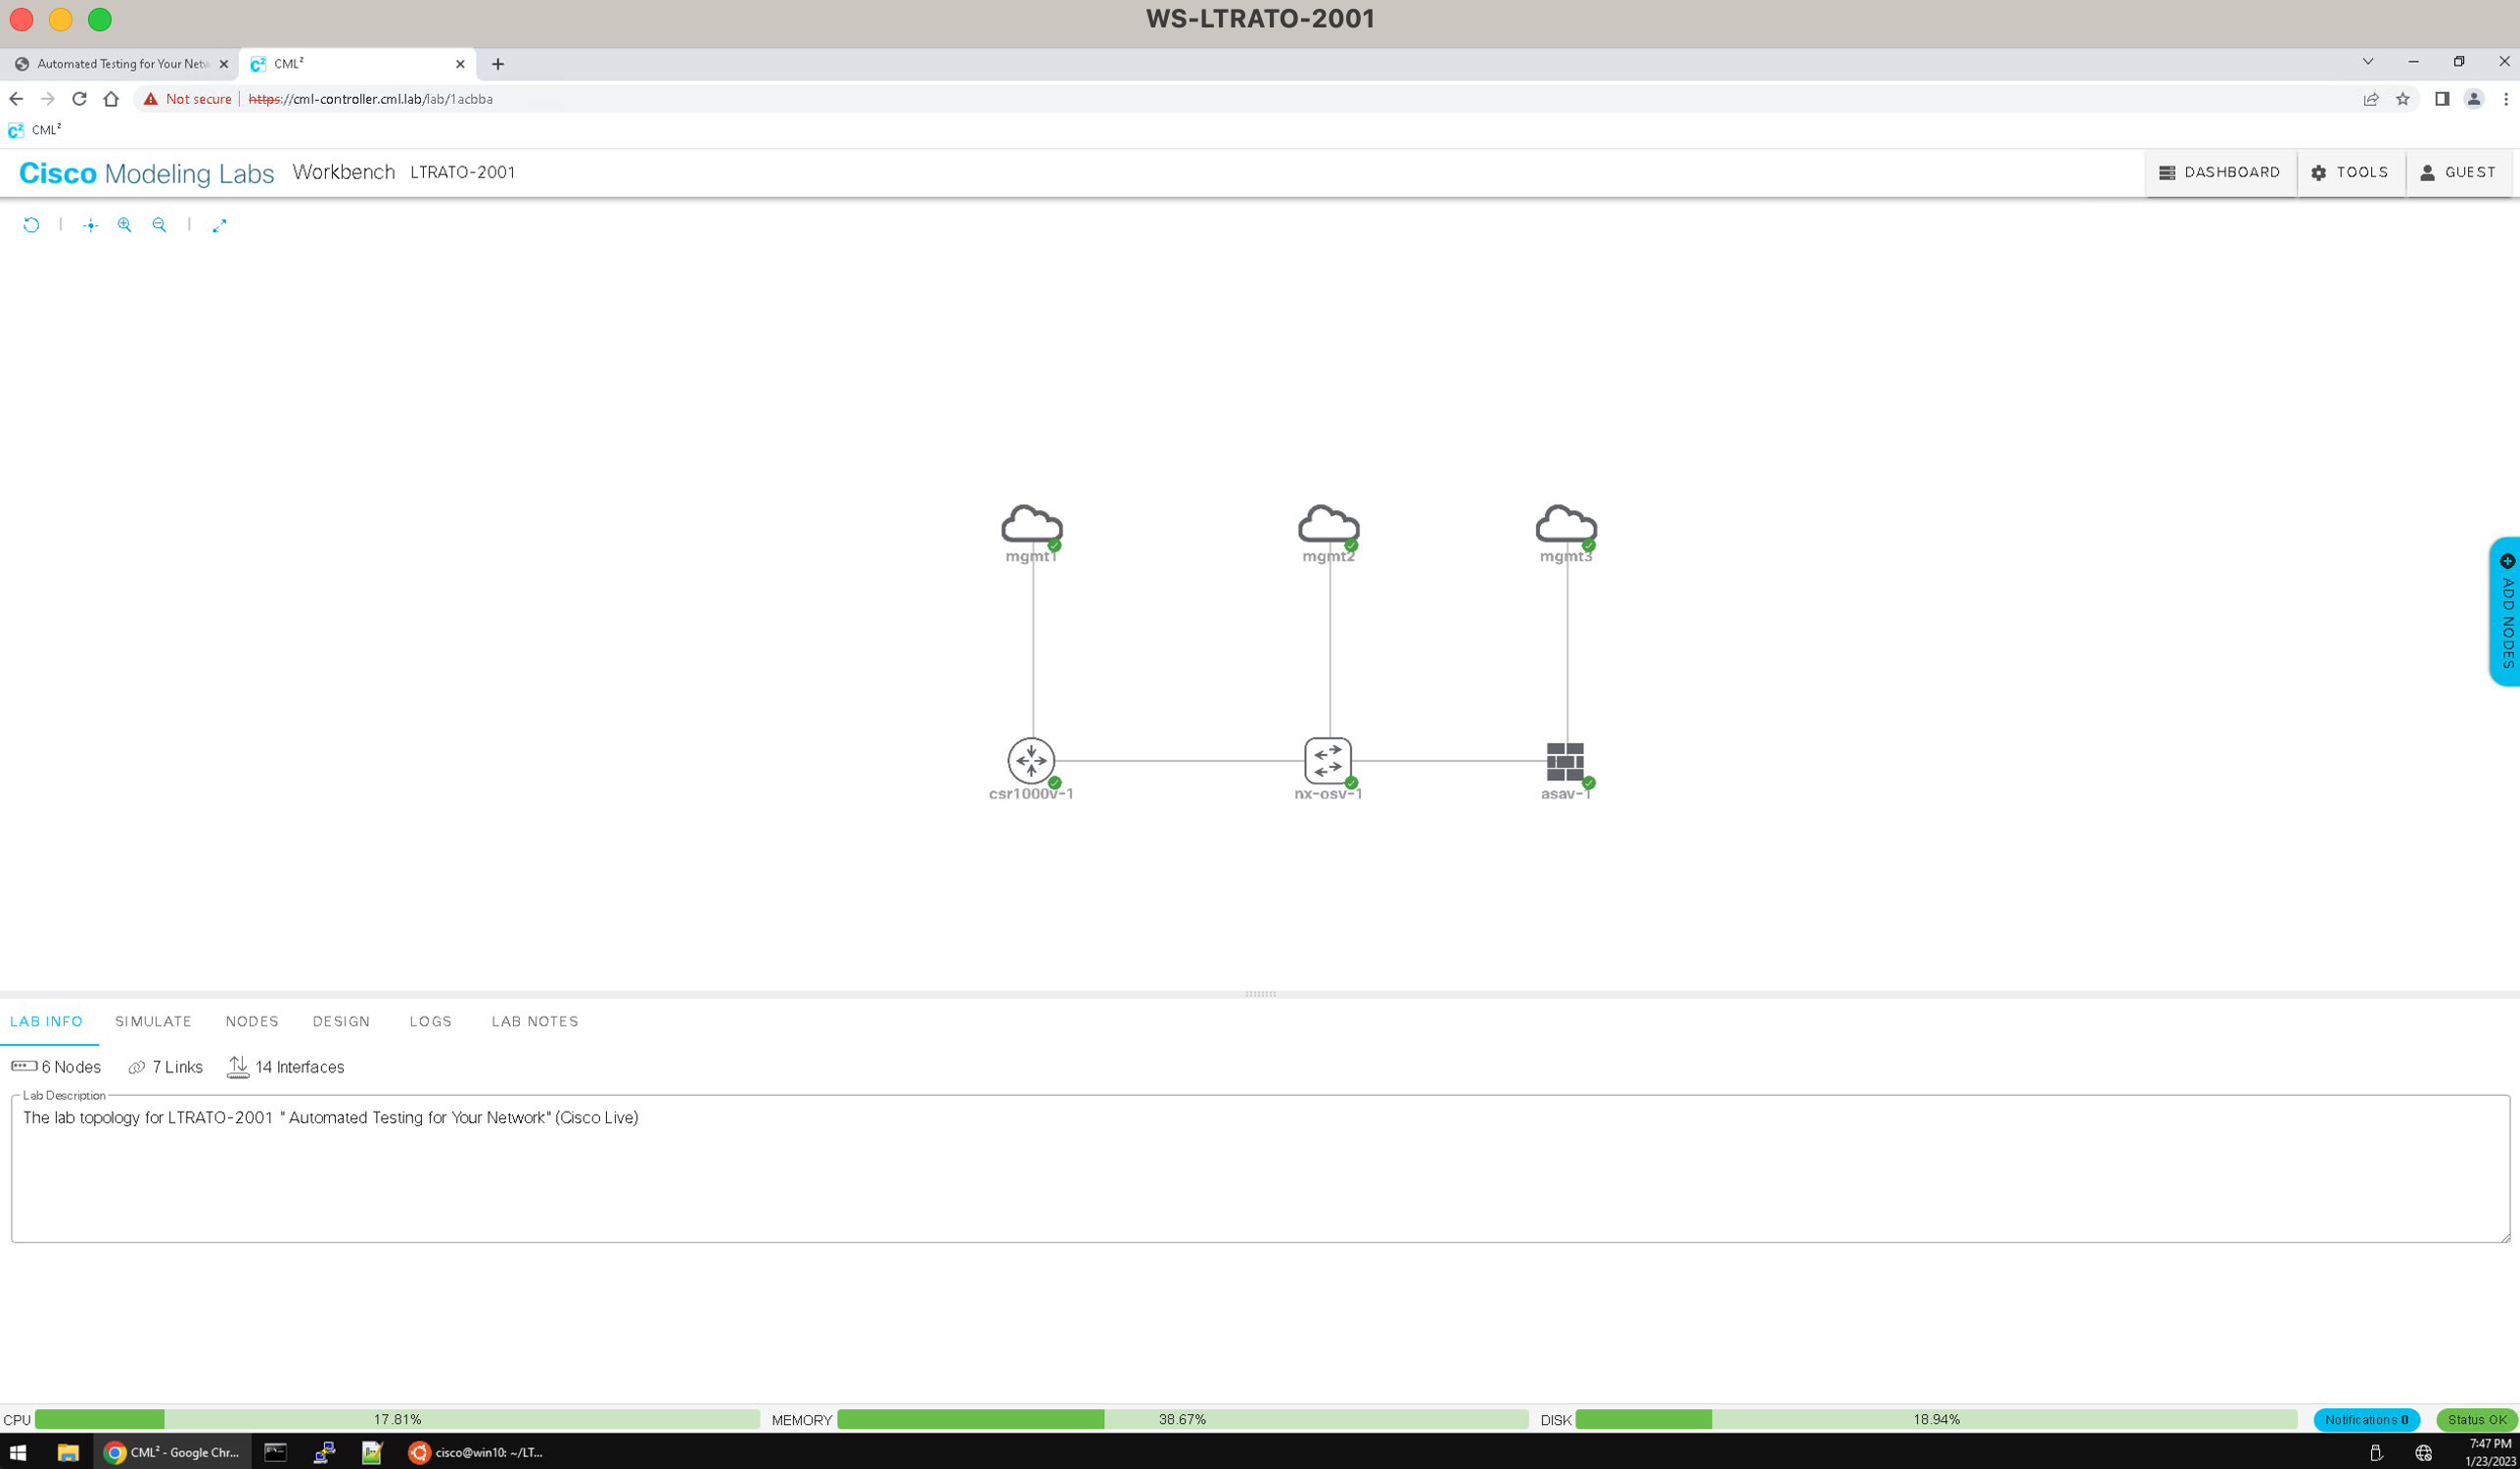 WS-LTRATO-2001
Automated Testing for Your Netw
CML²
Not secure
https://cml-controller.cml.lab/lab/1acbba
CML²
Cisco Modeling Labs Workbench LTRATO-2001
DASHBOARD
TOOLS
GUEST
mgmt1
mgmt2
mgmt3
ADD NODES
csr1000v-1
nx-osv-1
asav-1
LAB INFO
SIMULATE
NODES
DESIGN
LOGS
LAB NOTES
6 Nodes
7 Links
14 Interfaces
Lab Description
The lab topology for LTRATO-2001 "Automated Testing for Your Network" (Cisco Live)
CPU
17.81%
MEMORY
38.67%
DISK
18.94%
Notifications 0
Status OK
CML² - Google Chr...
cisco@win10: ~/LT...
7:47 PM
1/23/2023